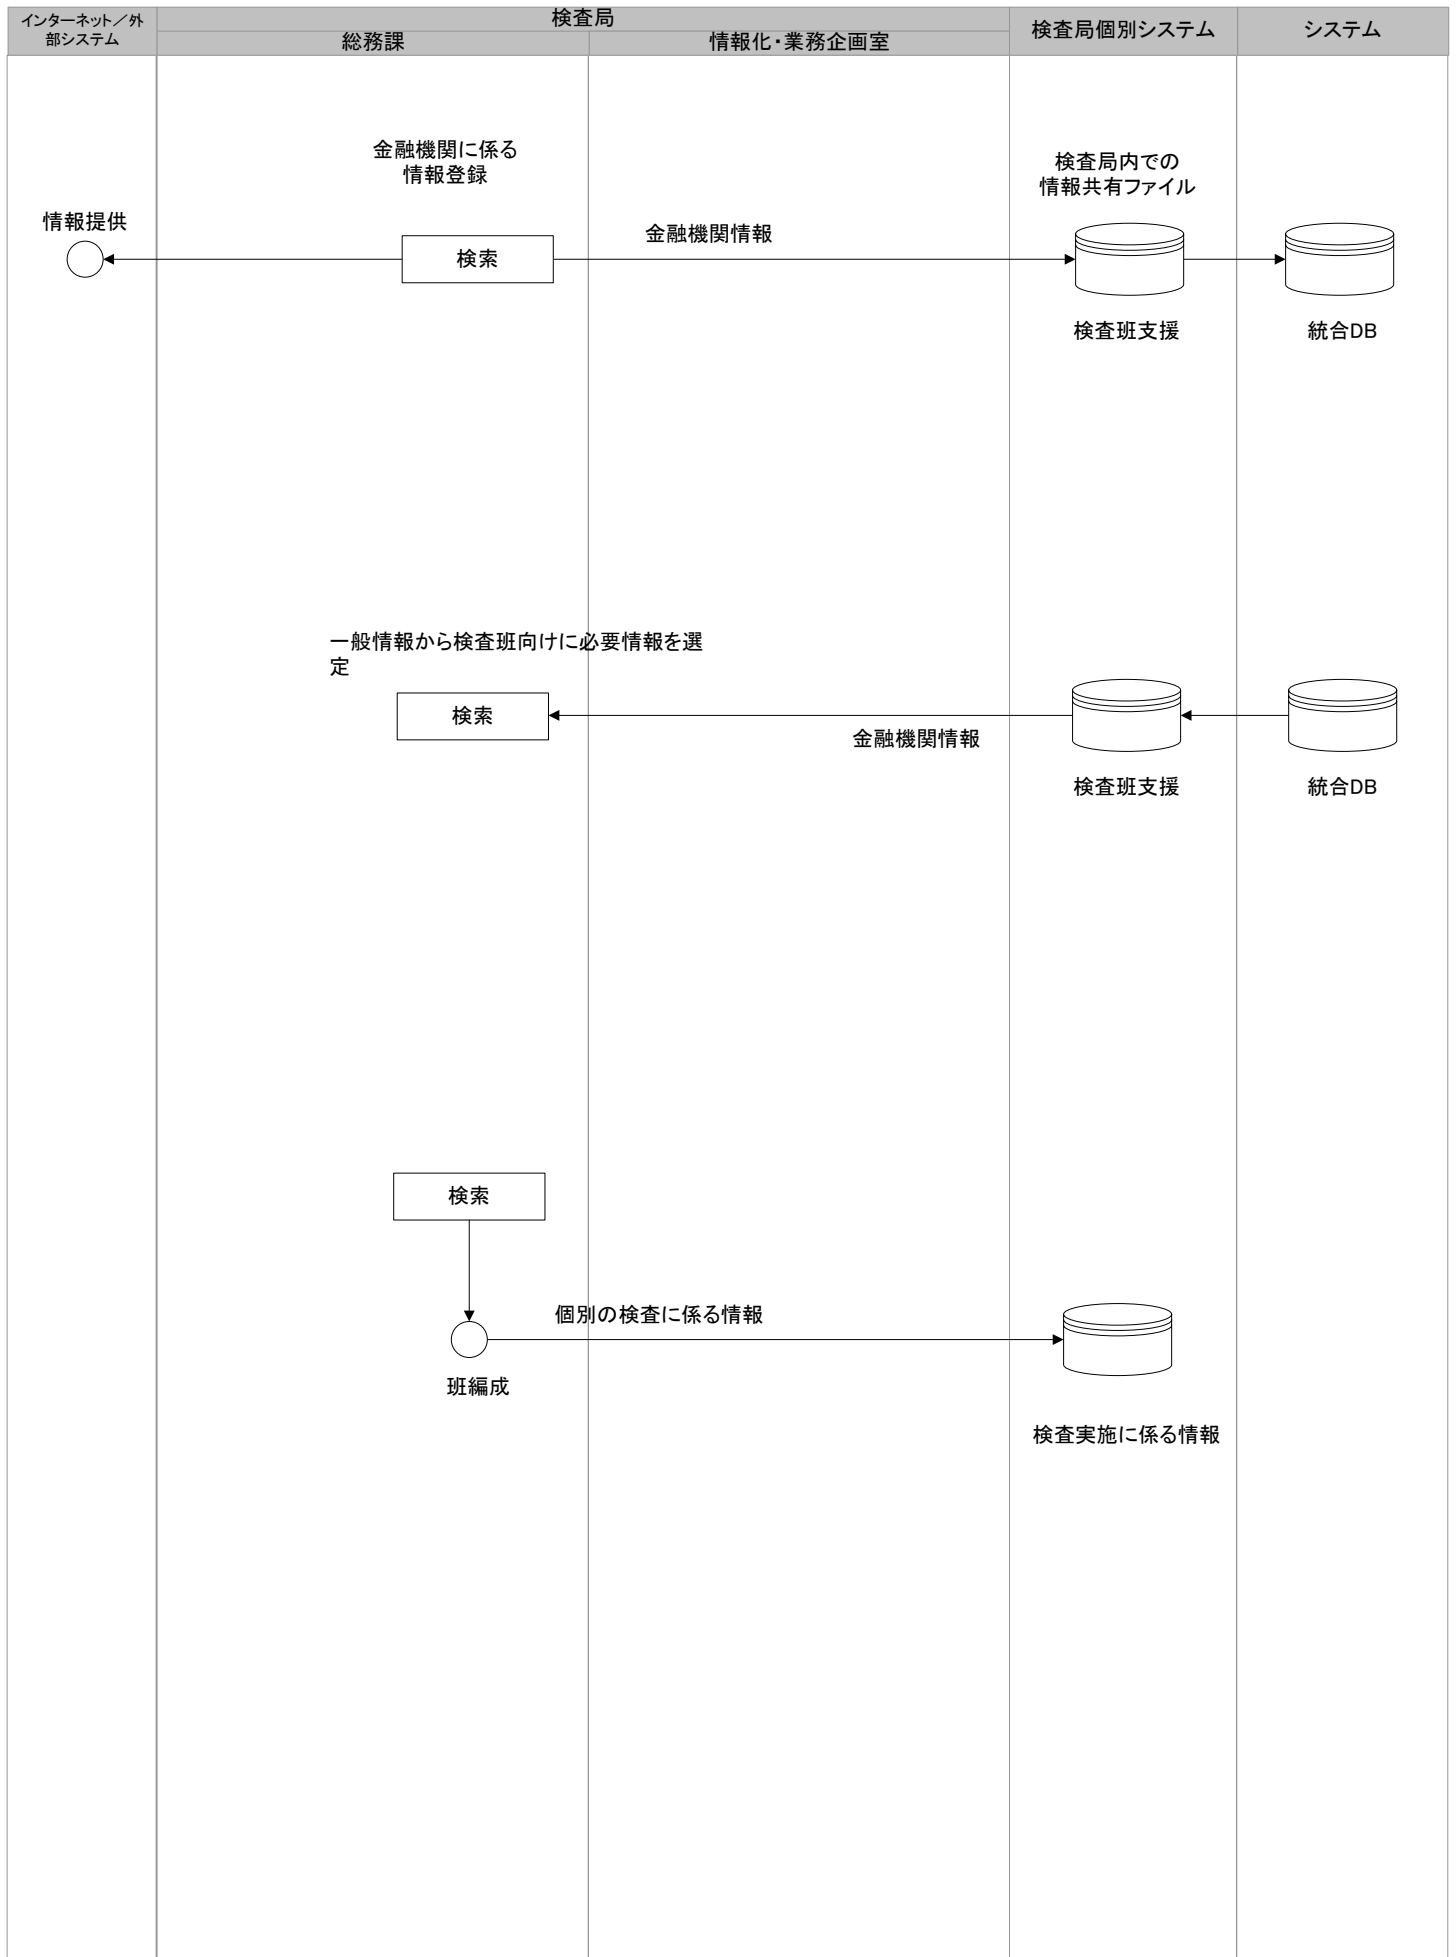 インターネット／外
部システム
検査局
総務課
情報化・業務企画室
検査局個別システム
システム
金融機関に係る
情報登録
検査局内での
情報共有ファイル
情報提供
検索
金融機関情報
検査班支援
統合DB
一般情報から検査班向けに必要情報を選
定
検索
金融機関情報
検査班支援
統合DB
検索
個別の検査に係る情報
班編成
検査実施に係る情報